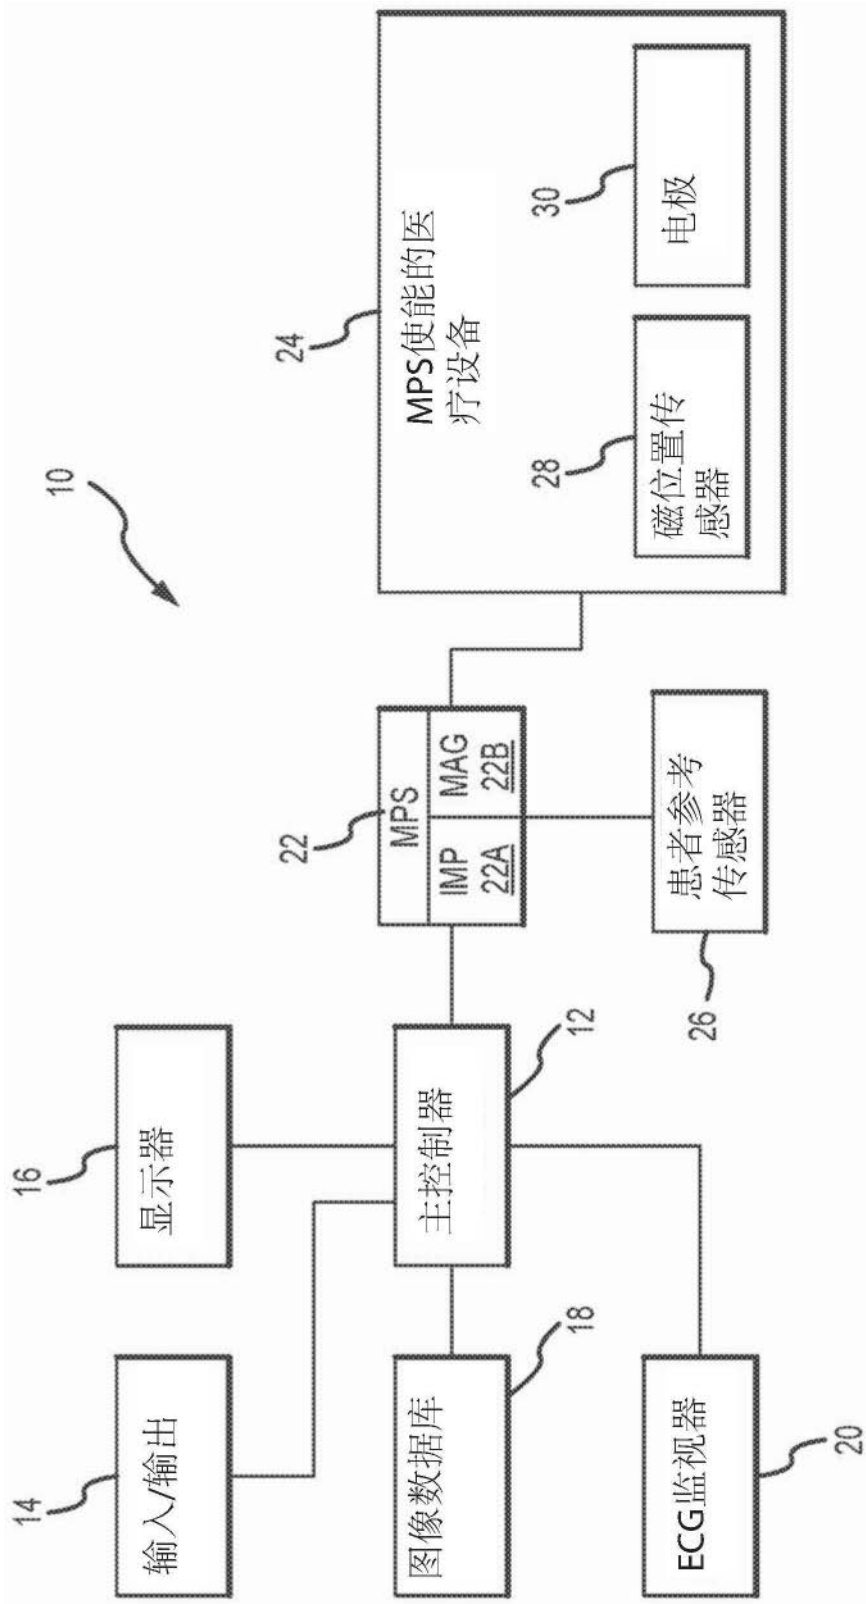 10
14
输入/输出
16
显示器
图像数据库
18
主控制器
12
ECG监视器
20
22
MPS
IMP
22A
MAG
22B
患者参考
传感器
26
24
MPS使能的医
疗设备
28
磁位置传
感器
30
电极